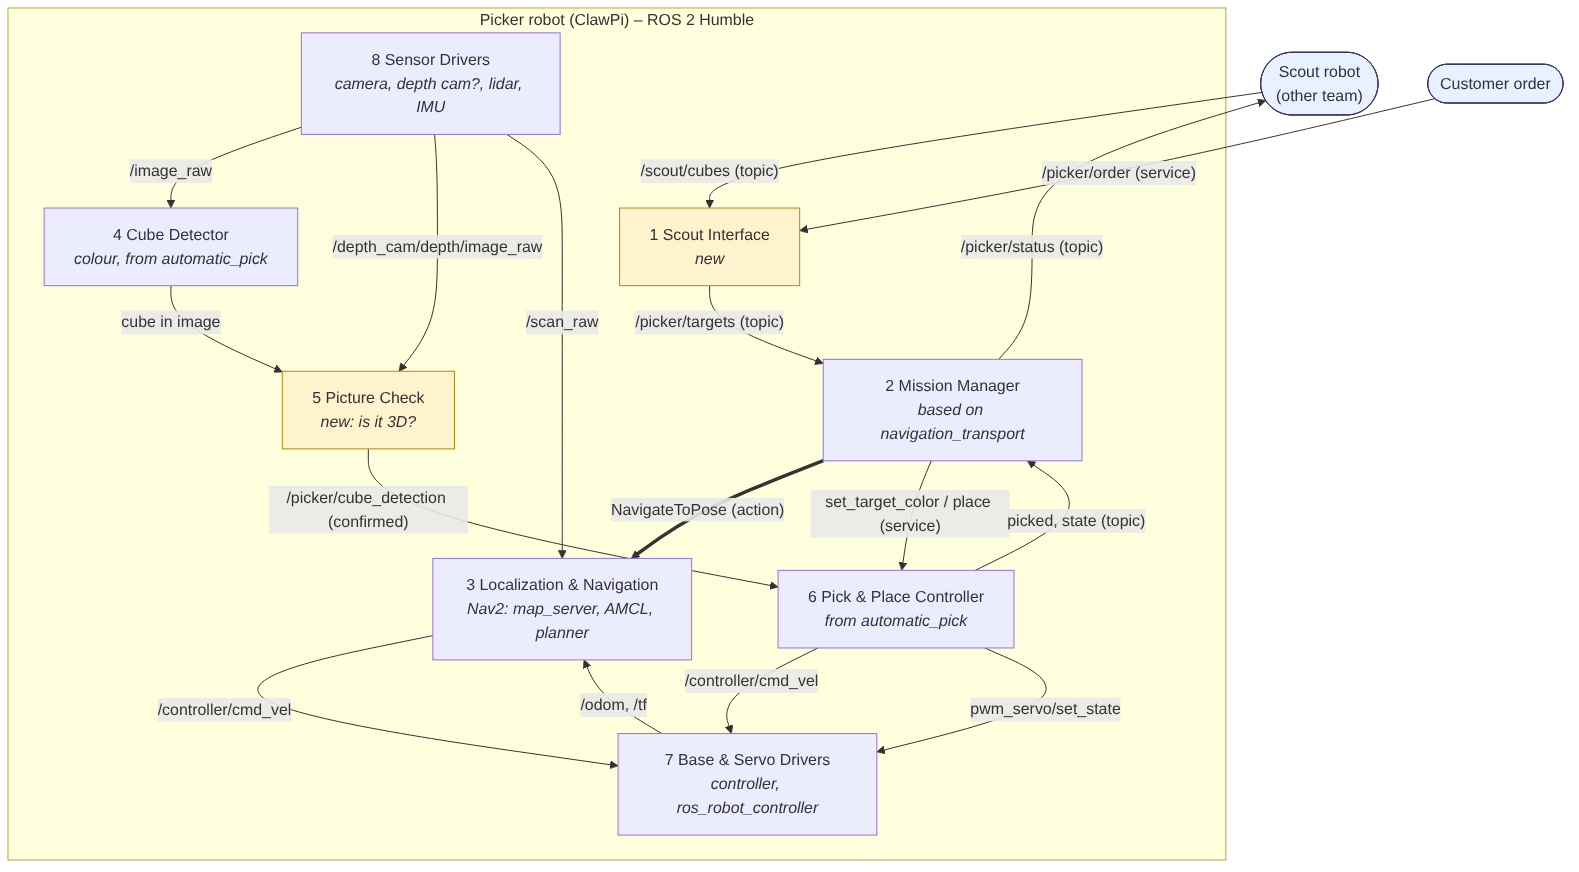 Picker robot (ClawPi) – ROS 2 Humble
8 Sensor Drivers
camera, depth cam?, lidar,
IMU
Scout robot
(other team)
Customer order
/image_raw
/scout/cubes (topic)
/picker/order (service)
4 Cube Detector
colour, from automatic_pick
/depth_cam/depth/image_raw
1 Scout Interface
new
/picker/status (topic)
cube in image
/scan_raw
/picker/targets (topic)
5 Picture Check
new: is it 3D?
2 Mission Manager
based on
navigation_transport
/picker/cube_detection
(confirmed)
NavigateToPose (action)
set_target_color / place
(service)
picked, state (topic)
3 Localization & Navigation
Nav2: map_server, AMCL,
planner
6 Pick & Place Controller
from automatic_pick
/controller/cmd_vel
/odom, /tf
/controller/cmd_vel
pwm_servo/set_state
7 Base & Servo Drivers
controller,
ros_robot_controller